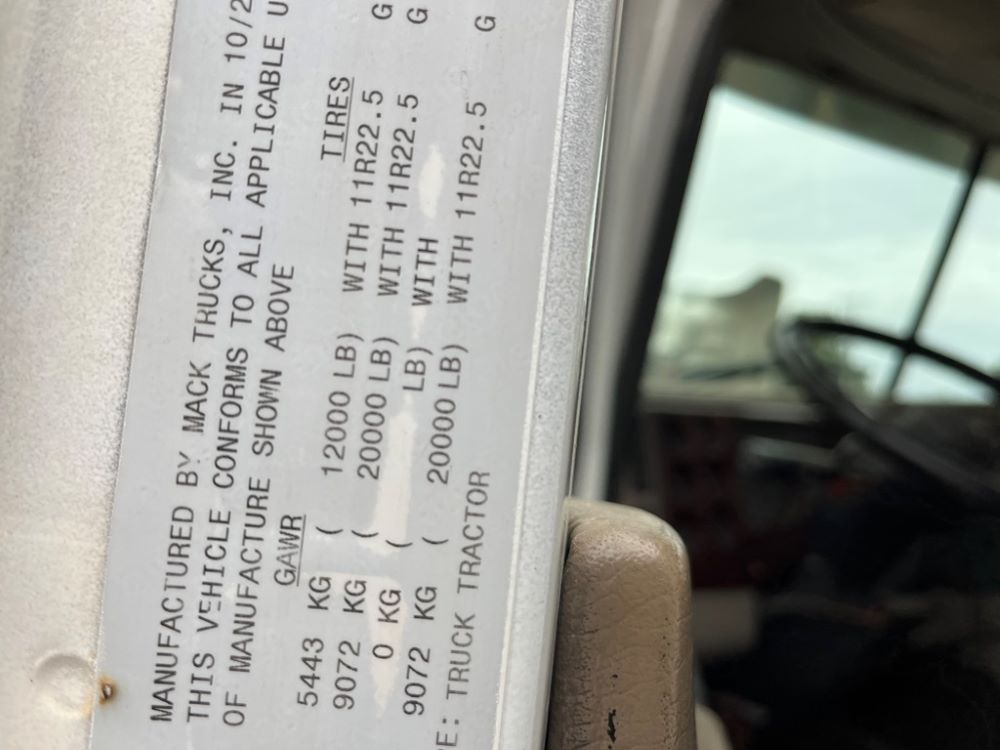 MANUFACTURED BY MACK TRUCKS, INC. IN 10/2
THIS VEHICLE CONFORMS TO ALL APPLICABLE U
OF MANUFACTURE SHOWN ABOVE
GAWR TIRES
5443 KG ( 12000 LB) WITH 11R22.5 G
9072 KG ( 20000 LB) WITH 11R22.5 G
0 KG ( LB) WITH
9072 KG ( 20000 LB) WITH 11R22.5 G
PE: TRUCK TRACTOR